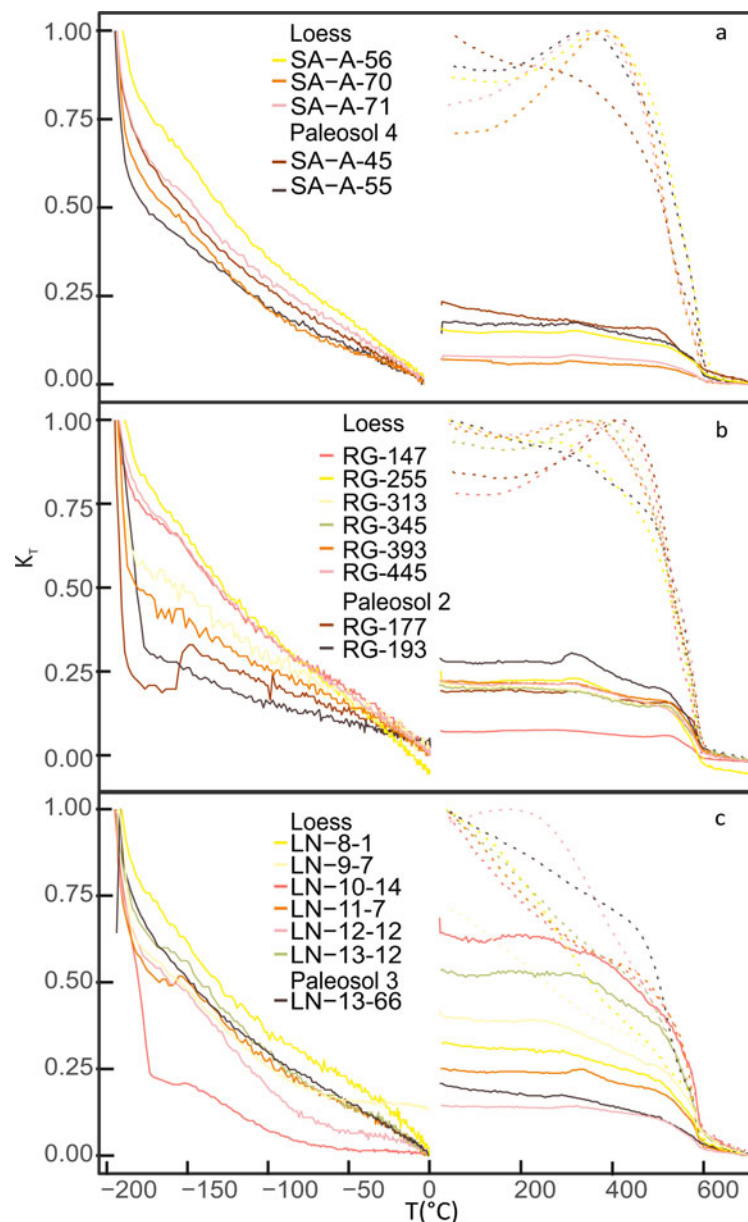 a
Loess
SA-A-56
SA-A-70
SA-A-71
Paleosol 4
SA-A-45
SA-A-55
1.00
0.75
0.50
0.25
0.00
b
Loess
RG-147
RG-255
RG-313
RG-345
RG-393
RG-445
Paleosol 2
RG-177
RG-193
1.00
0.75
0.50
0.25
0.00
K_T
c
Loess
LN-8-1
LN-9-7
LN-10-14
LN-11-7
LN-12-12
LN-13-12
Paleosol 3
LN-13-66
1.00
0.75
0.50
0.25
0.00
-200 -150 -100 -50 0 200 400 600
T(°C)